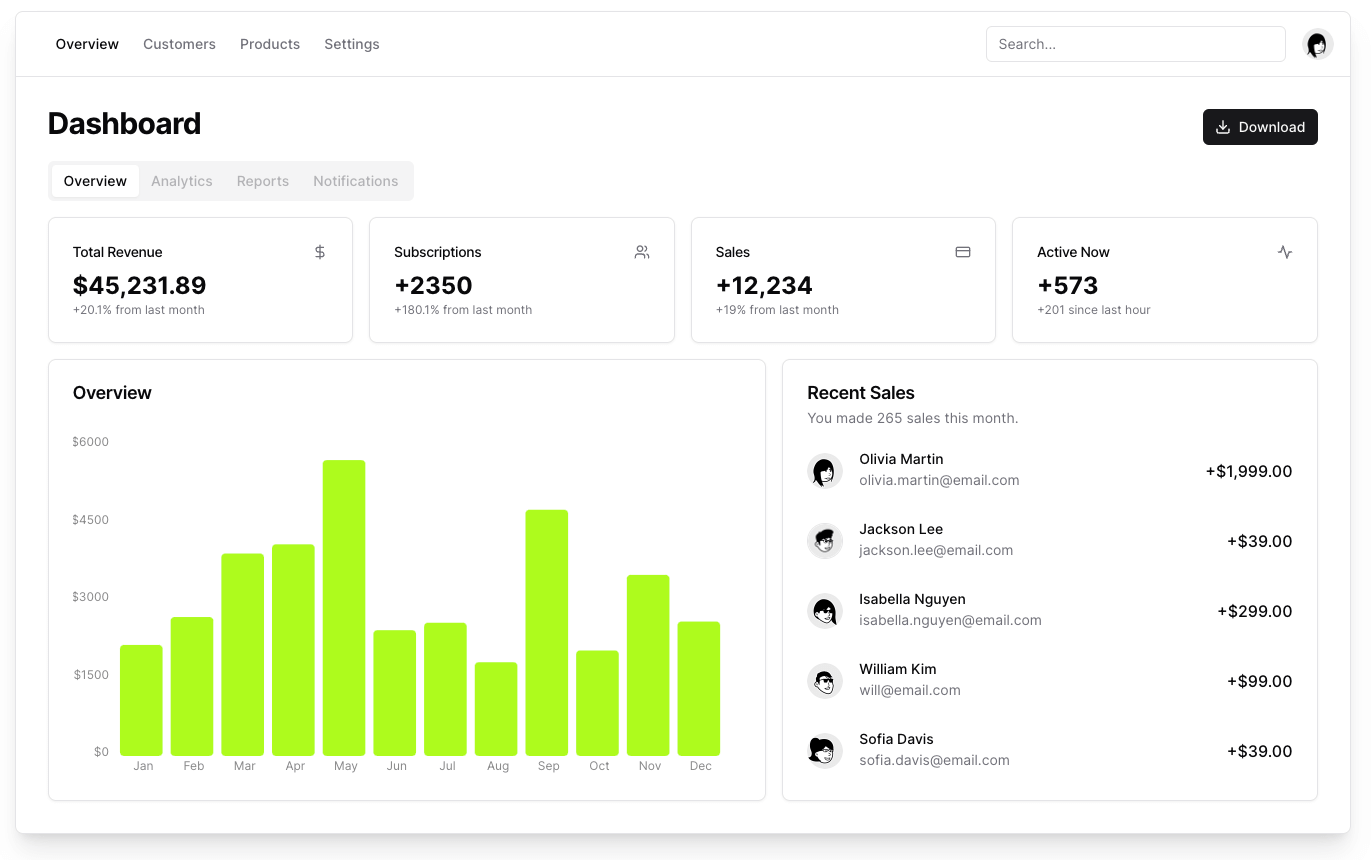 Overview Customers Products Settings
Search...
Dashboard
Download
Overview Analytics Reports Notifications
Total Revenue
$45,231.89
+20.1% from last month
Subscriptions
+2350
+180.1% from last month
Sales
+12,234
+19% from last month
Active Now
+573
+201 since last hour
Overview
$6000
$4500
$3000
$1500
$0
Jan Feb Mar Apr May Jun Jul Aug Sep Oct Nov Dec
Recent Sales
You made 265 sales this month.
Olivia Martin
olivia.martin@email.com
+$1,999.00
Jackson Lee
jackson.lee@email.com
+$39.00
Isabella Nguyen
isabella.nguyen@email.com
+$299.00
William Kim
will@email.com
+$99.00
Sofia Davis
sofia.davis@email.com
+$39.00